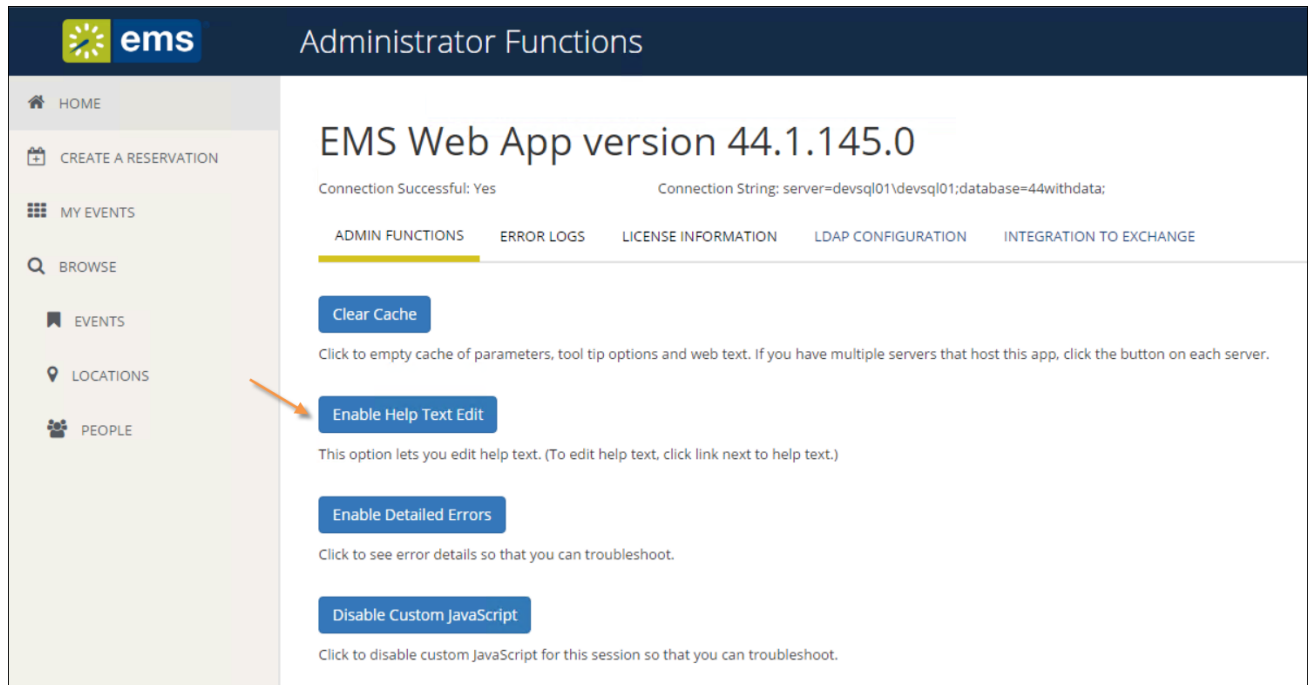 ems
Administrator Functions
HOME
CREATE A RESERVATION
MY EVENTS
BROWSE
EVENTS
LOCATIONS
PEOPLE
EMS Web App version 44.1.145.0
Connection Successful: Yes
Connection String: server=devsql01\devsql01;database=44withdata;
ADMIN FUNCTIONS
ERROR LOGS
LICENSE INFORMATION
LDAP CONFIGURATION
INTEGRATION TO EXCHANGE
Clear Cache
Click to empty cache of parameters, tool tip options and web text. If you have multiple servers that host this app, click the button on each server.
Enable Help Text Edit
This option lets you edit help text. (To edit help text, click link next to help text.)
Enable Detailed Errors
Click to see error details so that you can troubleshoot.
Disable Custom JavaScript
Click to disable custom JavaScript for this session so that you can troubleshoot.